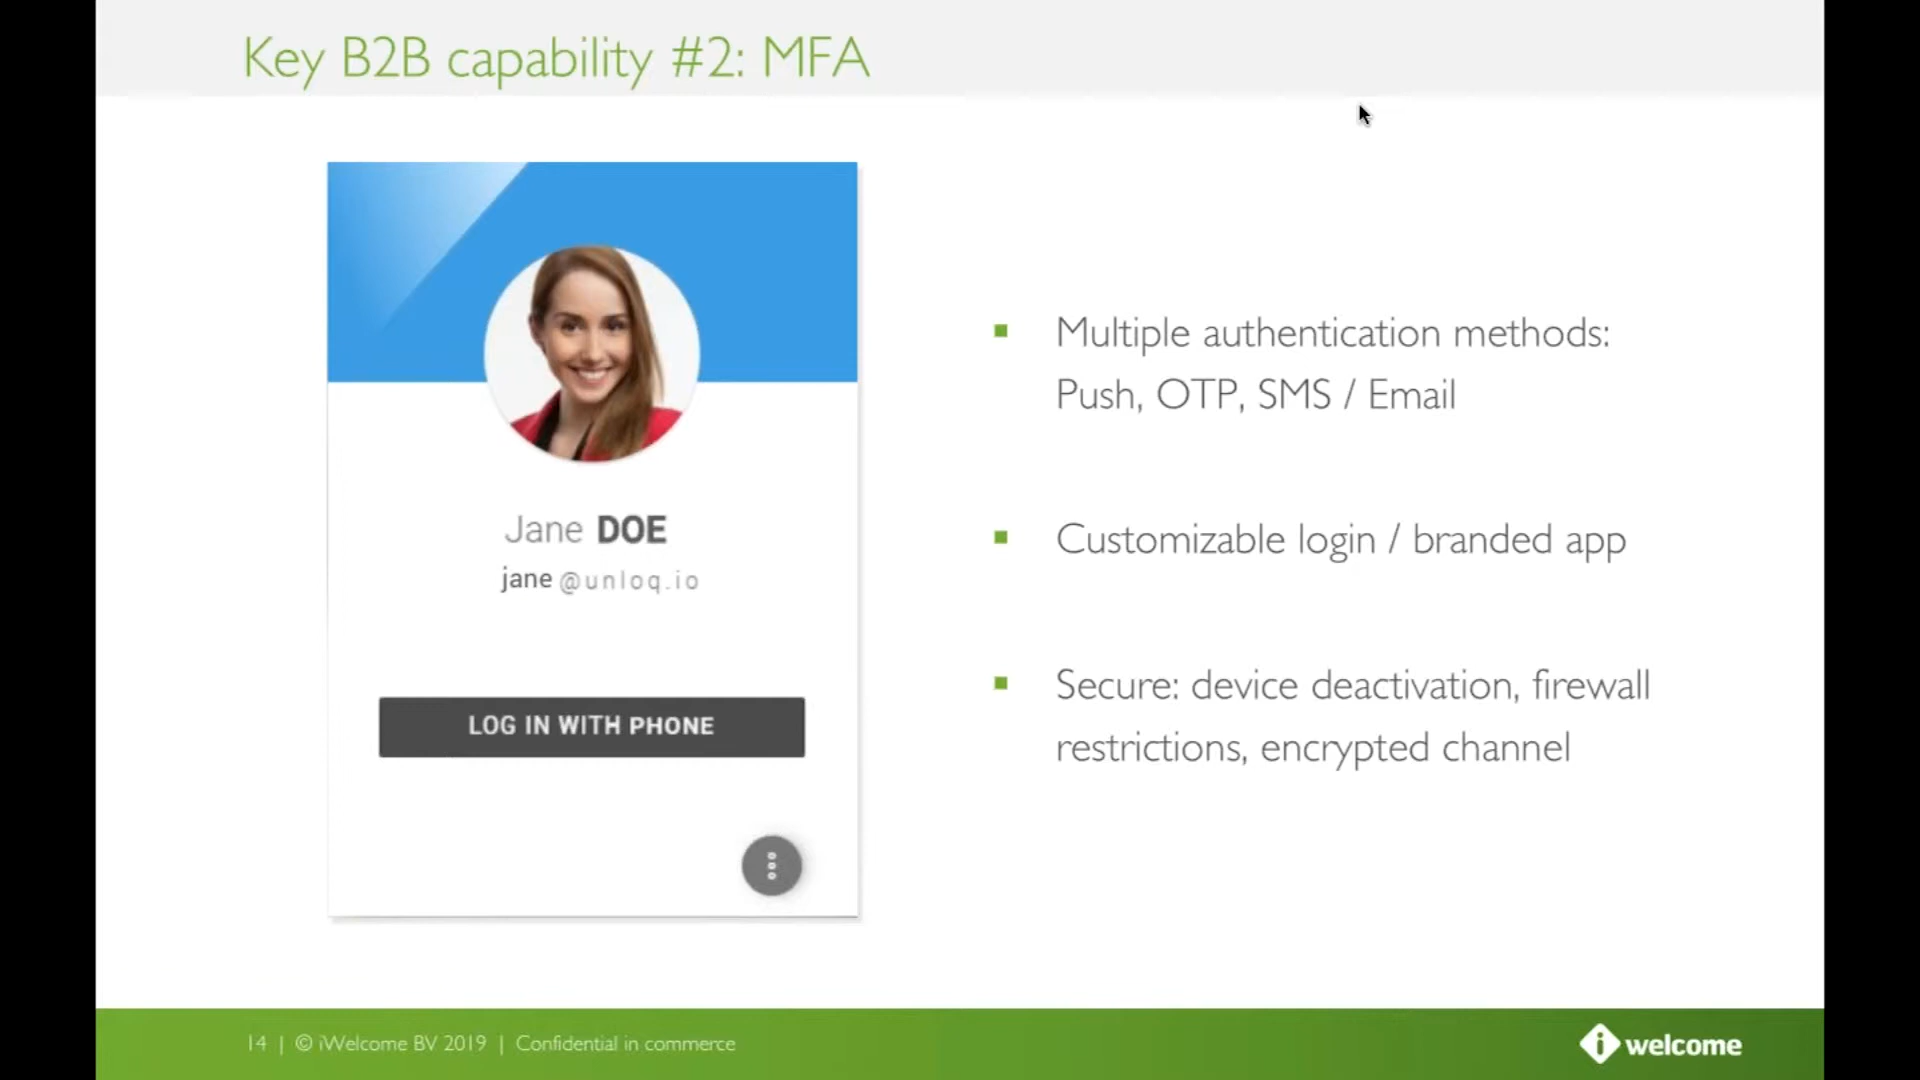 Key B2B capability #2: MFA
Jane DOE
jane @unloq.io
LOG IN WITH PHONE
Multiple authentication methods:
Push, OTP, SMS / Email
Customizable login / branded app
Secure: device deactivation, firewall
restrictions, encrypted channel
14 | © iWelcome BV 2019 | Confidential in commerce
i welcome